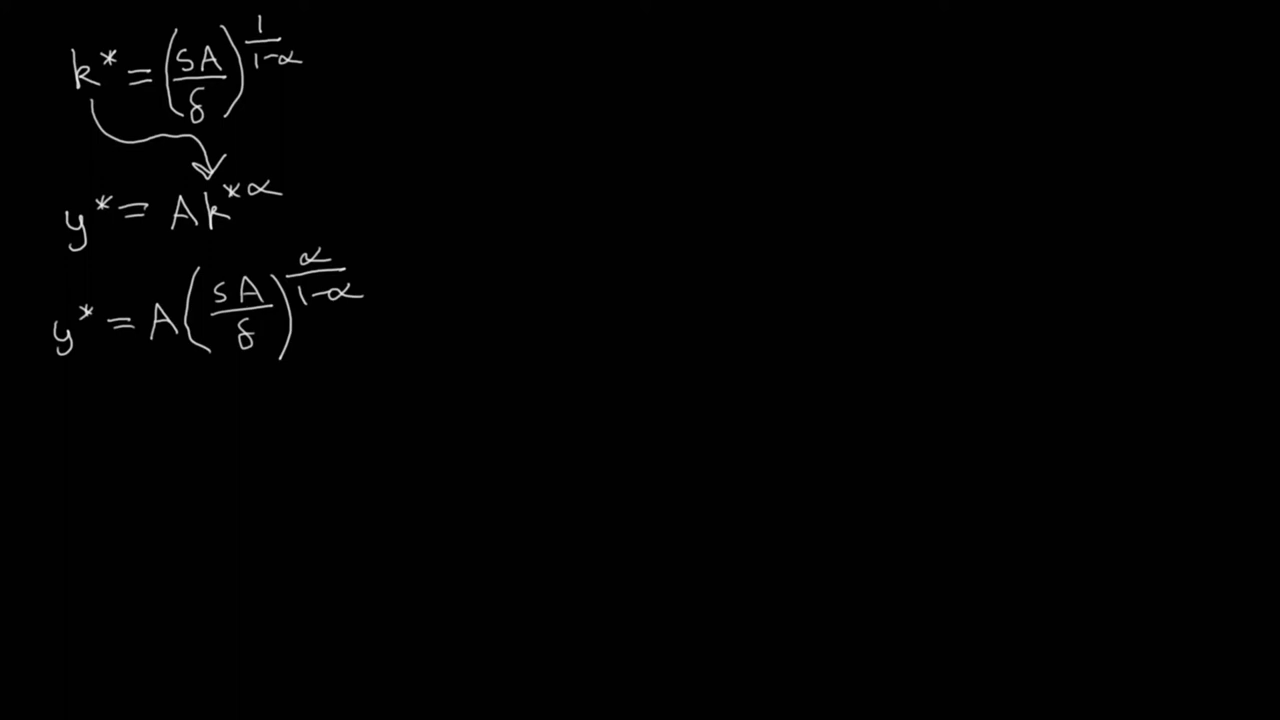 k* = (sA/δ)^(1/(1-α))
y* = Ak*^α
y* = A(sA/δ)^(α/(1-α))